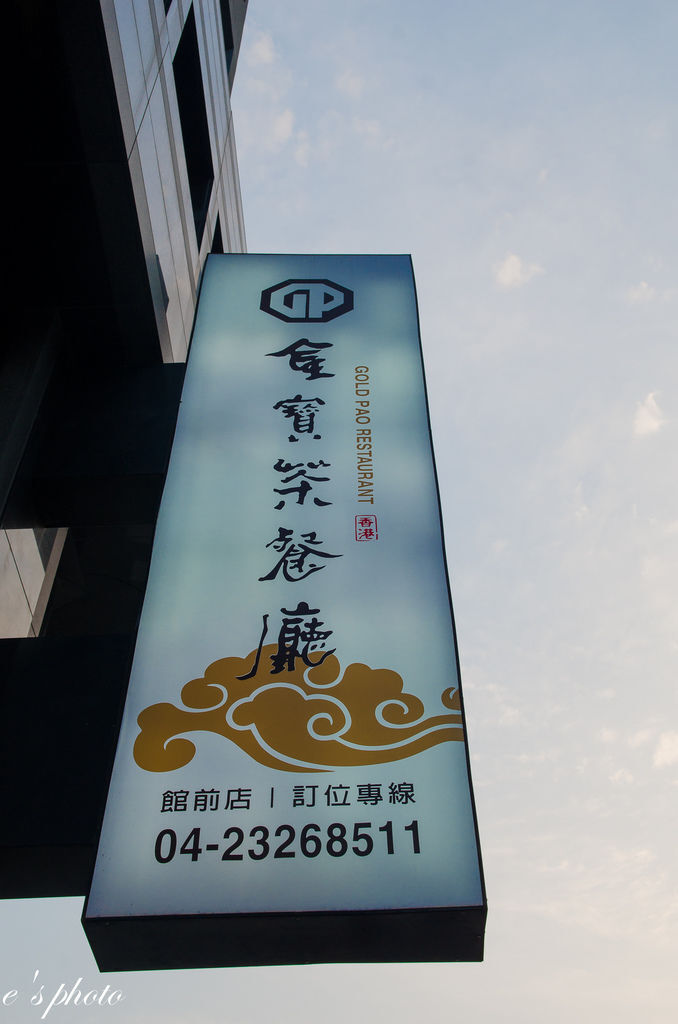 GP
金寶茶餐廳
GOLD PAO RESTAURANT
香港
館前店 | 訂位專線
04-23268511
e's photo